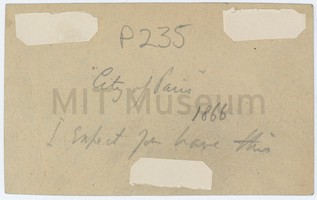 P235
"City of Paris"
1866
I expect you have this
MIT Museum